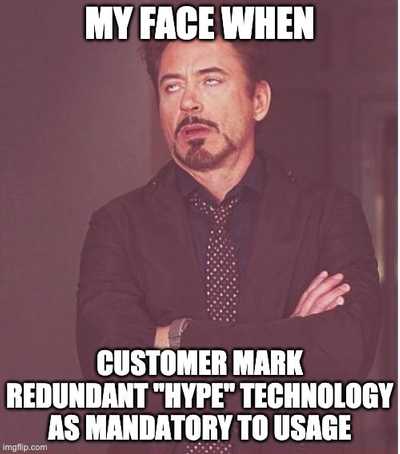 MY FACE WHEN
CUSTOMER MARK
REDUNDANT "HYPE" TECHNOLOGY
AS MANDATORY TO USAGE
imgflip.com